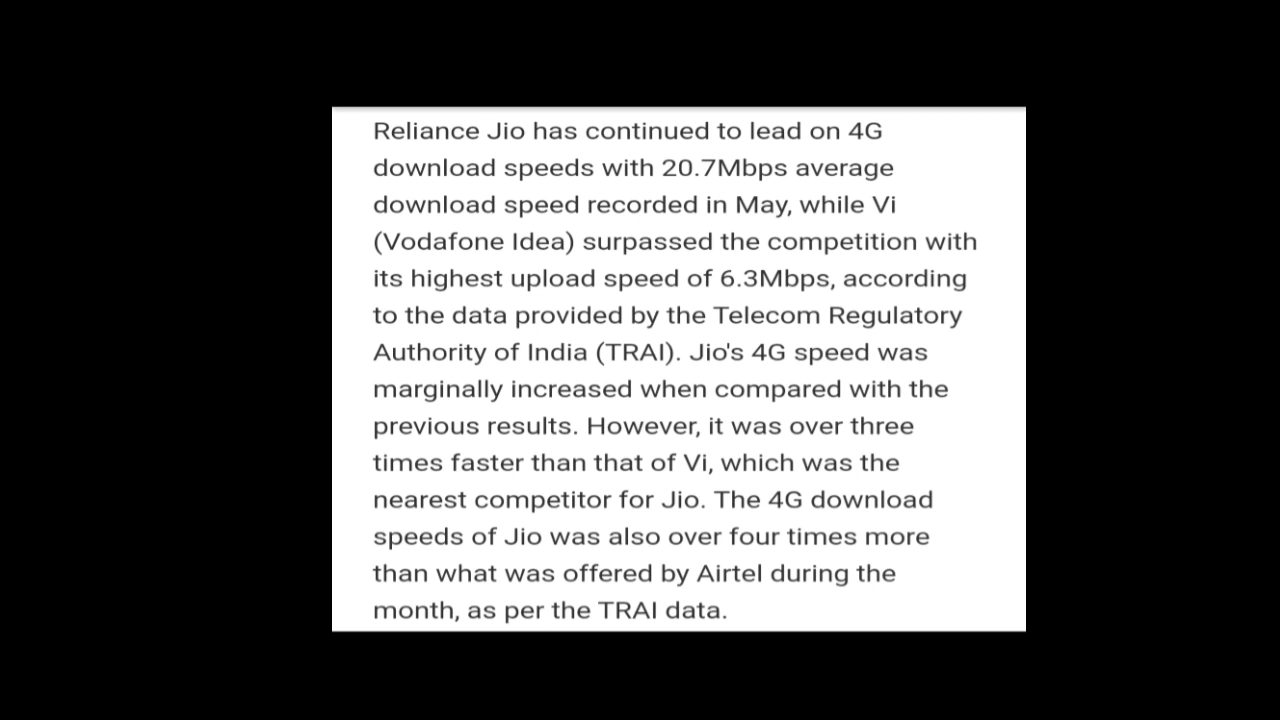 Reliance Jio has continued to lead on 4G
download speeds with 20.7Mbps average
download speed recorded in May, while Vi
(Vodafone Idea) surpassed the competition with
its highest upload speed of 6.3Mbps, according
to the data provided by the Telecom Regulatory
Authority of India (TRAI). Jio's 4G speed was
marginally increased when compared with the
previous results. However, it was over three
times faster than that of Vi, which was the
nearest competitor for Jio. The 4G download
speeds of Jio was also over four times more
than what was offered by Airtel during the
month, as per the TRAI data.